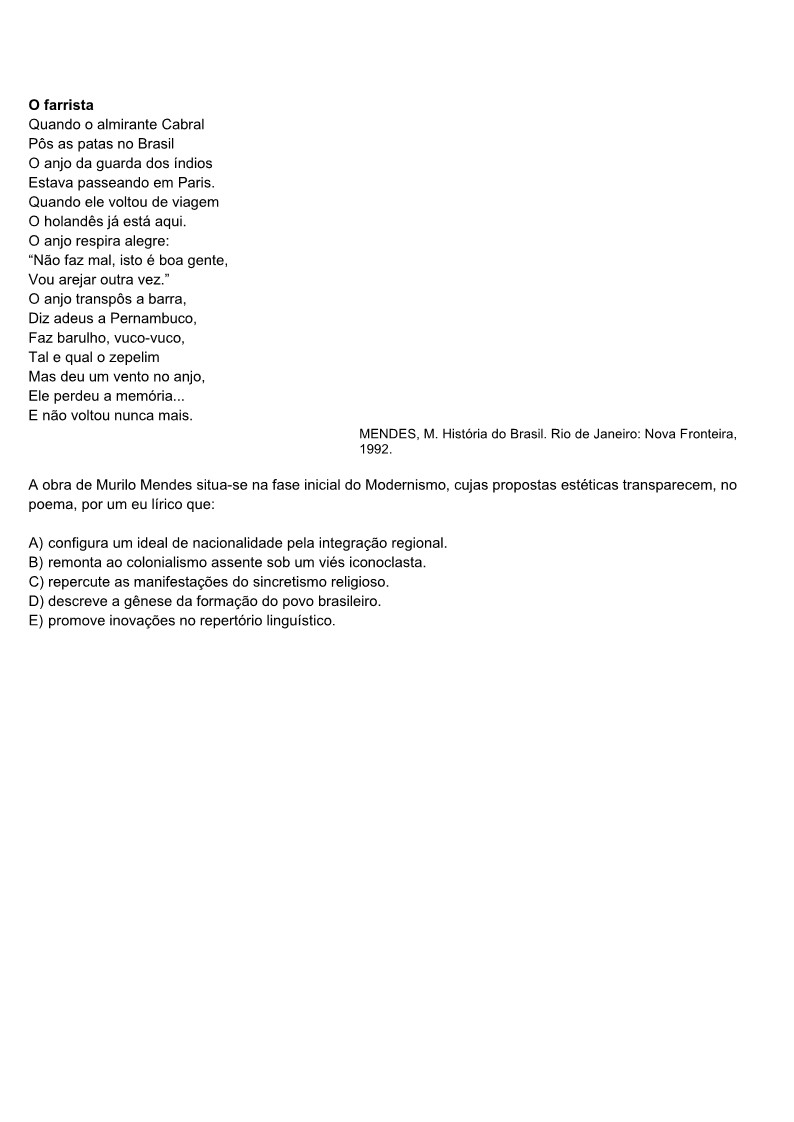 O farrista
Quando o almirante Cabral
Pôs as patas no Brasil
O anjo da guarda dos índios
Estava passeando em Paris.
Quando ele voltou de viagem
O holandês já está aqui.
O anjo respira alegre:
“Não faz mal, isto é boa gente,
Vou arejar outra vez.”
O anjo transpôs a barra,
Diz adeus a Pernambuco,
Faz barulho, vuco-vuco,
Tal e qual o zepelim
Mas deu um vento no anjo,
Ele perdeu a memória...
E não voltou nunca mais.
MENDES, M. História do Brasil. Rio de Janeiro: Nova Fronteira,
1992.
A obra de Murilo Mendes situa-se na fase inicial do Modernismo, cujas propostas estéticas transparecem, no
poema, por um eu lírico que:
A) configura um ideal de nacionalidade pela integração regional.
B) remonta ao colonialismo assente sob um viés iconoclasta.
C) repercute as manifestações do sincretismo religioso.
D) descreve a gênese da formação do povo brasileiro.
E) promove inovações no repertório linguístico.